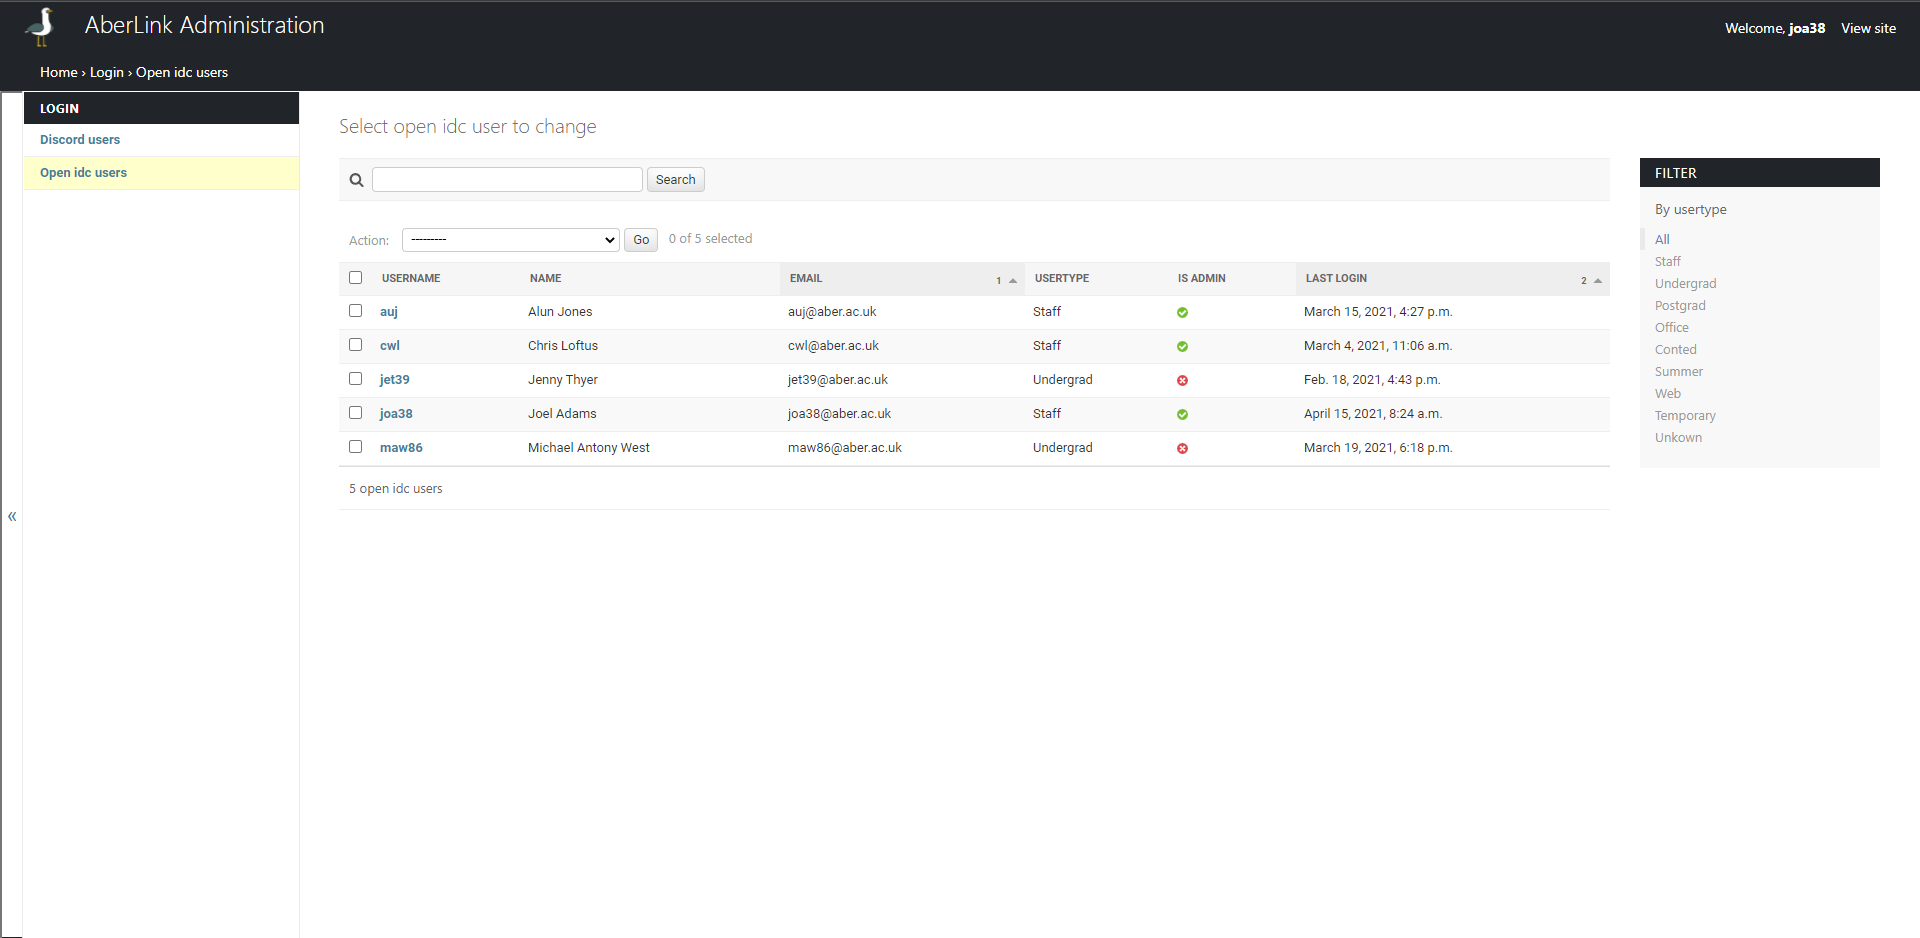 AberLink Administration
Welcome, joa38 View site
Home › Login › Open idc users
LOGIN
Discord users
Open idc users
«
Select open idc user to change
Search
Action: --------- Go 0 of 5 selected
USERNAME NAME EMAIL 1 USERTYPE IS ADMIN LAST LOGIN 2
auj Alun Jones auj@aber.ac.uk Staff March 15, 2021, 4:27 p.m.
cwl Chris Loftus cwl@aber.ac.uk Staff March 4, 2021, 11:06 a.m.
jet39 Jenny Thyer jet39@aber.ac.uk Undergrad Feb. 18, 2021, 4:43 p.m.
joa38 Joel Adams joa38@aber.ac.uk Staff April 15, 2021, 8:24 a.m.
maw86 Michael Antony West maw86@aber.ac.uk Undergrad March 19, 2021, 6:18 p.m.
5 open idc users
FILTER
By usertype
All
Staff
Undergrad
Postgrad
Office
Conted
Summer
Web
Temporary
Unkown